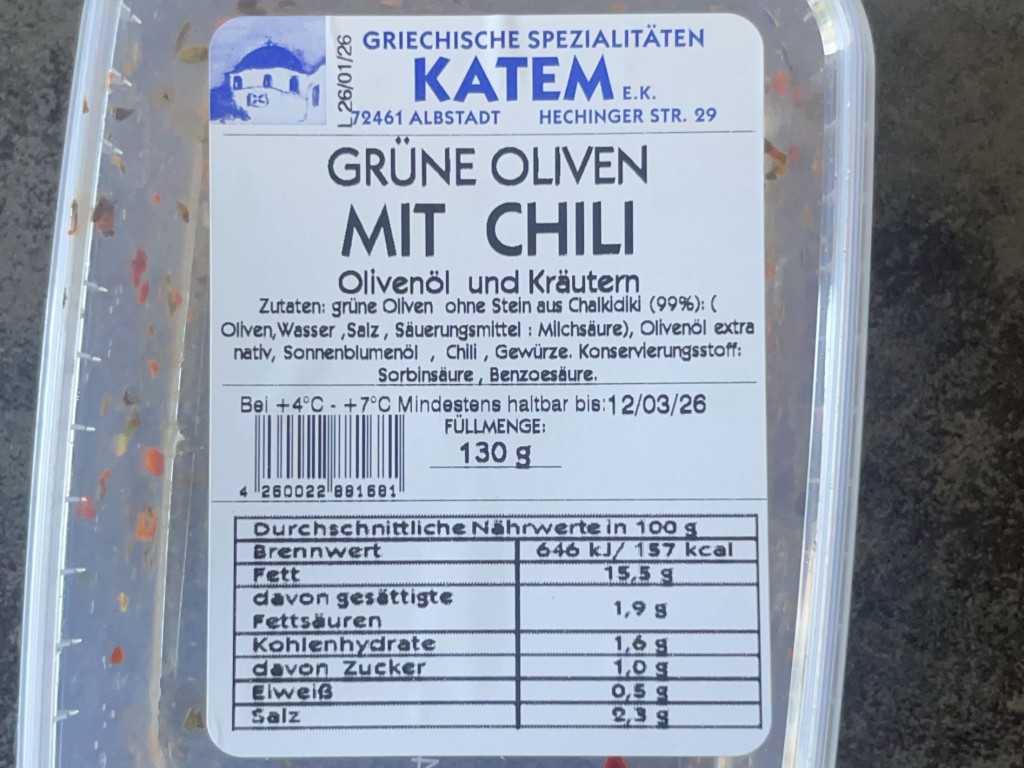 GRIECHISCHE SPEZIALITÄTEN
KATEM E.K.
72461 ALBSTADT HECHINGER STR. 29
L26/01/26
GRÜNE OLIVEN
MIT CHILI
Olivenöl und Kräutern
Zutaten: grüne Oliven ohne Stein aus Chalkidiki (99%): (
Oliven,Wasser ,Salz , Säuerungsmittel : Milchsäure), Olivenöl extra
nativ, Sonnenblumenöl , Chili , Gewürze. Konservierungsstoff:
Sorbinsäure , Benzoesäure.
Bei +4°C - +7°C Mindestens haltbar bis:12/03/26
FÜLLMENGE:
130 g
4 260022 881681
Durchschnittliche Nährwerte in 100 g
Brennwert 646 kJ/ 157 kcal
Fett 15,5 g
davon gesättigte
Fettsäuren 1,9 g
Kohlenhydrate 1,6 g
davon Zucker 1,0 g
Eiweiß 0,5 g
Salz 2,3 g